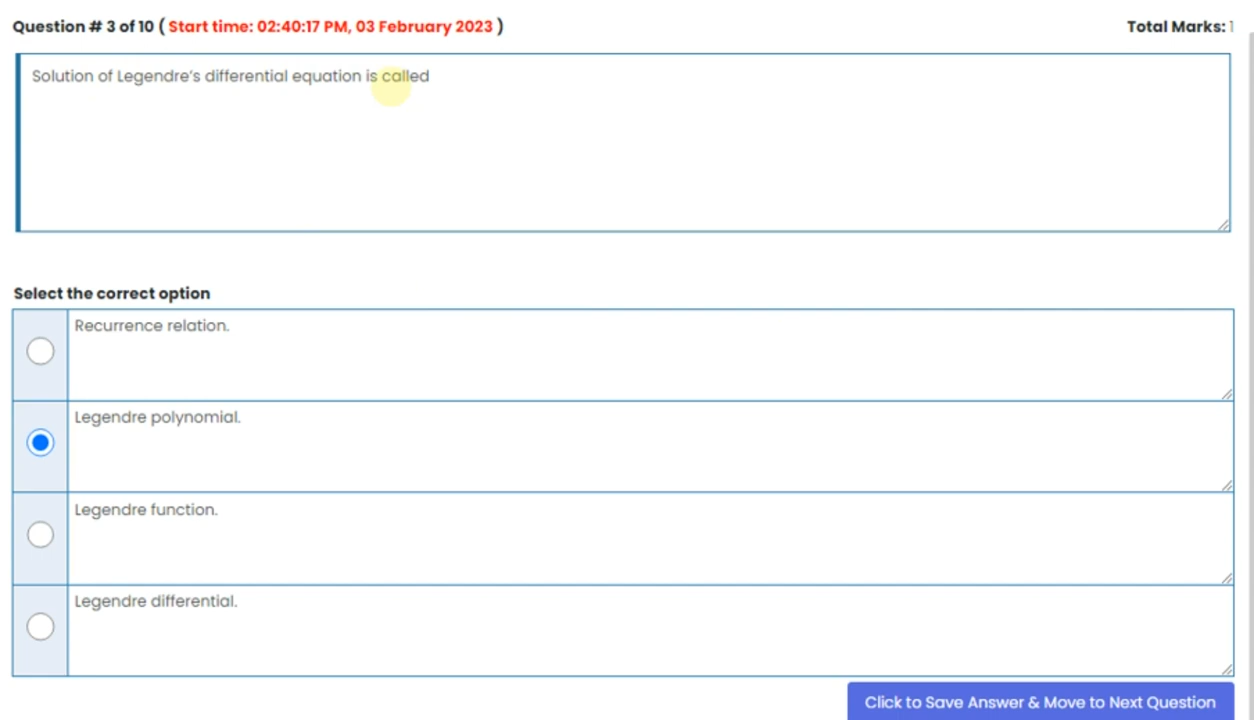 Question # 3 of 10 ( Start time: 02:40:17 PM, 03 February 2023 ) Total Marks: 1
Solution of Legendre's differential equation is called
Select the correct option
Recurrence relation.
Legendre polynomial.
Legendre function.
Legendre differential.
Click to Save Answer & Move to Next Question